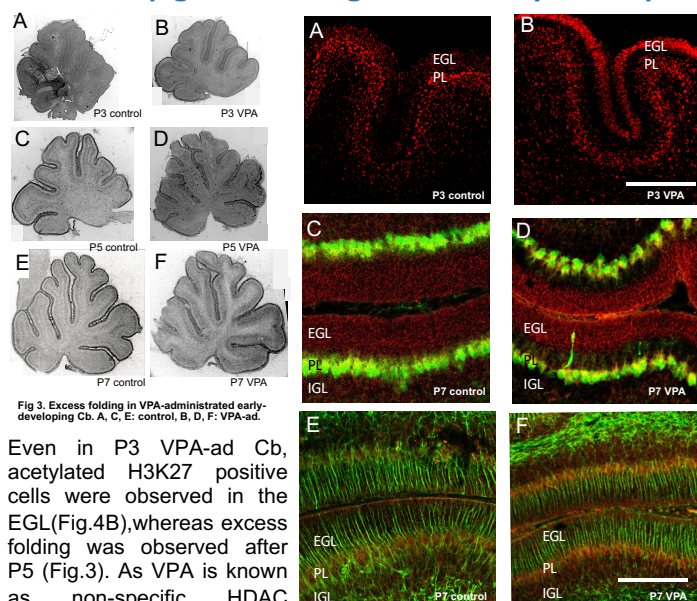 A
B
P3 control
P3 VPA
C
D
P5 control
P5 VPA
E
F
P7 control
P7 VPA
Fig 3. Excess folding in VPA-administrated early-
developing Cb. A, C, E: control, B, D, F: VPA-ad.
Even in P3 VPA-ad Cb,
acetylated H3K27 positive
cells were observed in the
EGL(Fig.4B),whereas excess
folding was observed after
P5 (Fig.3). As VPA is known
as non-specific HDAC
A
EGL
PL
P3 control
B
EGL
PL
P3 VPA
C
EGL
PL
IGL
P7 control
D
EGL
PL
IGL
P7 VPA
E
EGL
PL
IGL
P7 control
F
EGL
PL
IGL
P7 VPA